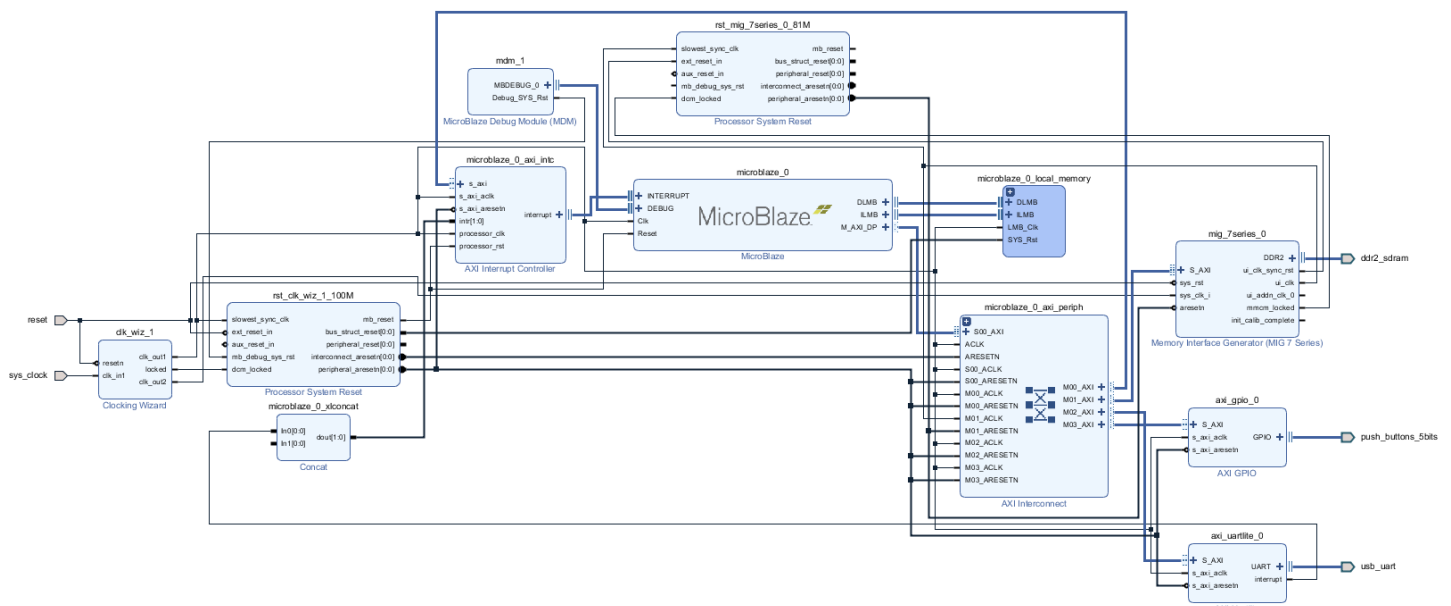 rst_mig_7series_0_81M
slowest_sync_clk
ext_reset_in
aux_reset_in
mb_debug_sys_rst
dcm_locked
mb_reset
bus_struct_reset[0:0]
peripheral_reset[0:0]
interconnect_aresetn[0:0]
peripheral_aresetn[0:0]
Processor System Reset
mdm_1
MBDEBUG_0
Debug_SYS_Rst
MicroBlaze Debug Module (MDM)
microblaze_0_axi_intc
s_axi
s_axi_aclk
s_axi_aresetn
intr[1:0]
processor_clk
processor_rst
interrupt
AXI Interrupt Controller
microblaze_0
INTERRUPT
DEBUG
Clk
Reset
MicroBlaze
DLMB
ILMB
M_AXI_DP
MicroBlaze
microblaze_0_local_memory
DLMB
ILMB
LMB_Clk
SYS_Rst
mig_7series_0
S_AXI
sys_rst
sys_clk_i
aresetn
DDR2
ui_clk_sync_rst
ui_clk
ui_addn_clk_0
mmcm_locked
init_calib_complete
Memory Interface Generator (MIG 7 Series)
ddr2_sdram
reset
sys_clock
clk_wiz_1
resetn
clk_in1
clk_out1
locked
clk_out2
Clocking Wizard
rst_clk_wiz_1_100M
slowest_sync_clk
ext_reset_in
aux_reset_in
mb_debug_sys_rst
dcm_locked
mb_reset
bus_struct_reset[0:0]
peripheral_reset[0:0]
interconnect_aresetn[0:0]
peripheral_aresetn[0:0]
Processor System Reset
microblaze_0_xlconcat
In0[0:0]
In1[0:0]
dout[1:0]
Concat
microblaze_0_axi_periph
S00_AXI
ACLK
ARESETN
S00_ACLK
S00_ARESETN
M00_ACLK
M00_ARESETN
M01_ACLK
M01_ARESETN
M02_ACLK
M02_ARESETN
M03_ACLK
M03_ARESETN
M00_AXI
M01_AXI
M02_AXI
M03_AXI
AXI Interconnect
axi_gpio_0
S_AXI
s_axi_aclk
s_axi_aresetn
GPIO
AXI GPIO
push_buttons_5bits
axi_uartlite_0
S_AXI
s_axi_aclk
s_axi_aresetn
UART
interrupt
usb_uart